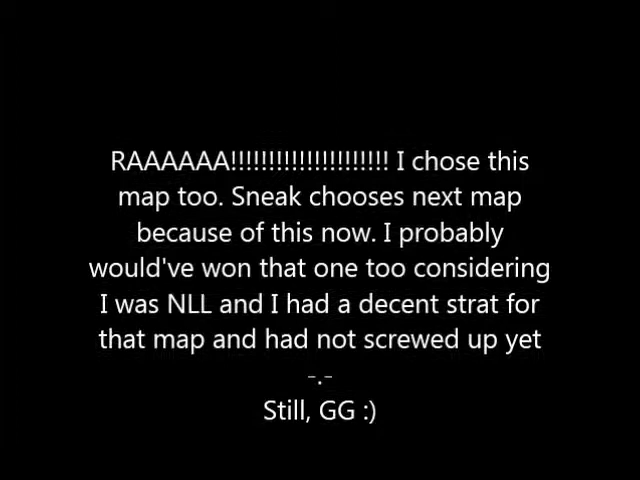 RAAAAAA!!!!!!!!!!!!!!!!!!!!! I chose this
map too. Sneak chooses next map
because of this now. I probably
would've won that one too considering
I was NLL and I had a decent strat for
that map and had not screwed up yet
-.-
Still, GG :)